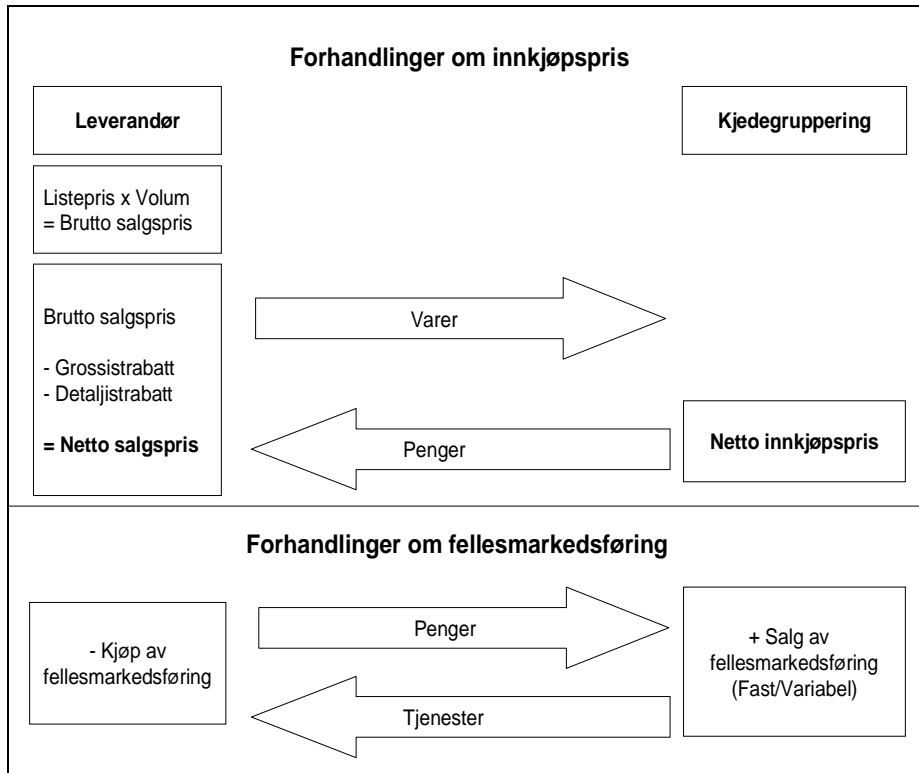 Forhandlinger om innkjøpspris
Leverandør
Kjedegruppering
Listepris x Volum
= Brutto salgspris
Brutto salgspris
- Grossistrabatt
- Detaljistrabatt
= Netto salgspris
Varer
Penger
Netto innkjøpspris
Forhandlinger om fellesmarkedsføring
- Kjøp av
fellesmarkedsføring
Penger
Tjenester
+ Salg av
fellesmarkedsføring
(Fast/Variabel)